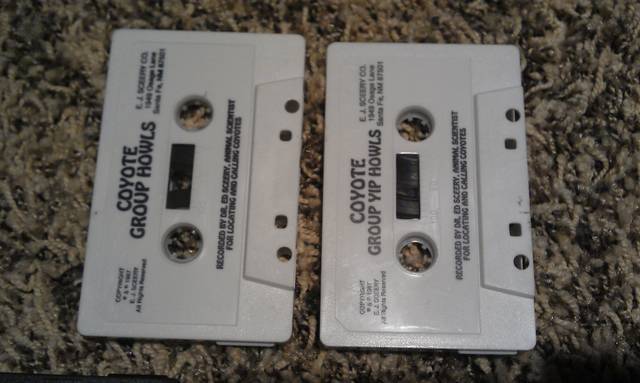 COYOTE
GROUP HOWLS
E. J. SCEERY CO.
1949 Osage Lane
Santa Fe, NM 87501
RECORDED BY DR. ED SCEERY, ANIMAL SCIENTIST
FOR LOCATING AND CALLING COYOTES
COPYRIGHT
1987
E. J. SCEERY
All Rights Reserved
COYOTE
GROUP YIP HOWLS
E. J. SCEERY CO.
1949 Osage Lane
Santa Fe, NM 87501
RECORDED BY DR. ED SCEERY, ANIMAL SCIENTIST
FOR LOCATING AND CALLING COYOTES
COPYRIGHT
1987
E. J. SCEERY
All Rights Reserved